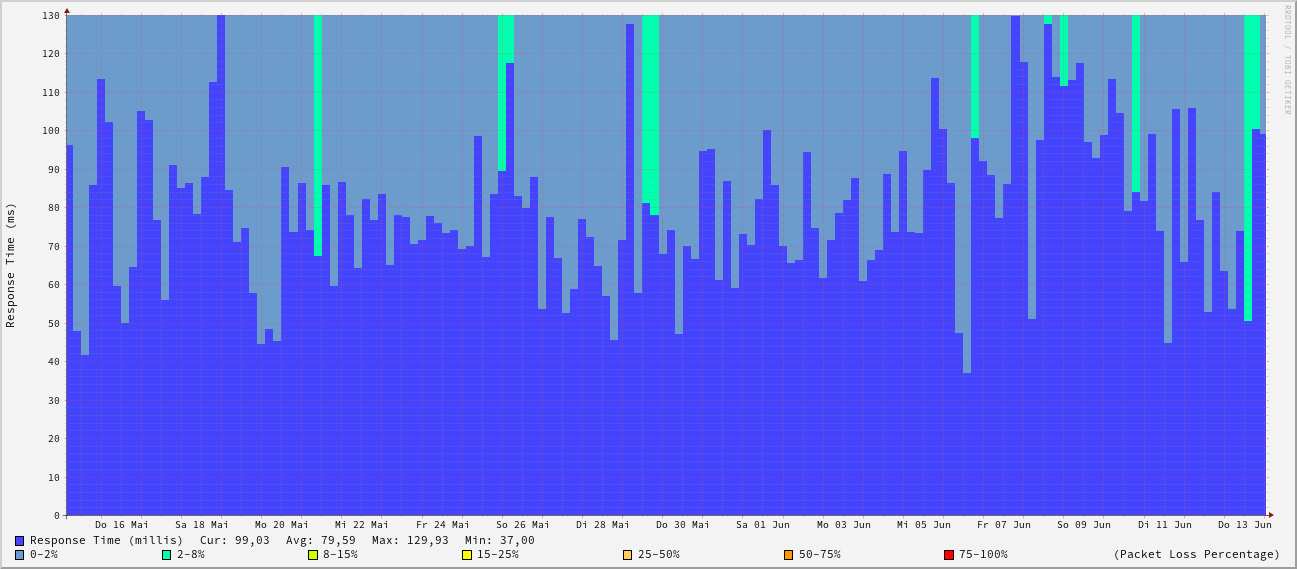 RRDTOOL / TOBI OETIKER
Response Time (ms)
130
120
110
100
90
80
70
60
50
40
30
20
10
0
Do 16 Mai Sa 18 Mai Mo 20 Mai Mi 22 Mai Fr 24 Mai So 26 Mai Di 28 Mai Do 30 Mai Sa 01 Jun Mo 03 Jun Mi 05 Jun Fr 07 Jun So 09 Jun Di 11 Jun Do 13 Jun
Response Time (millis) Cur: 99,03 Avg: 79,59 Max: 129,93 Min: 37,00
0-2% 2-8% 8-15% 15-25% 25-50% 50-75% 75-100% (Packet Loss Percentage)